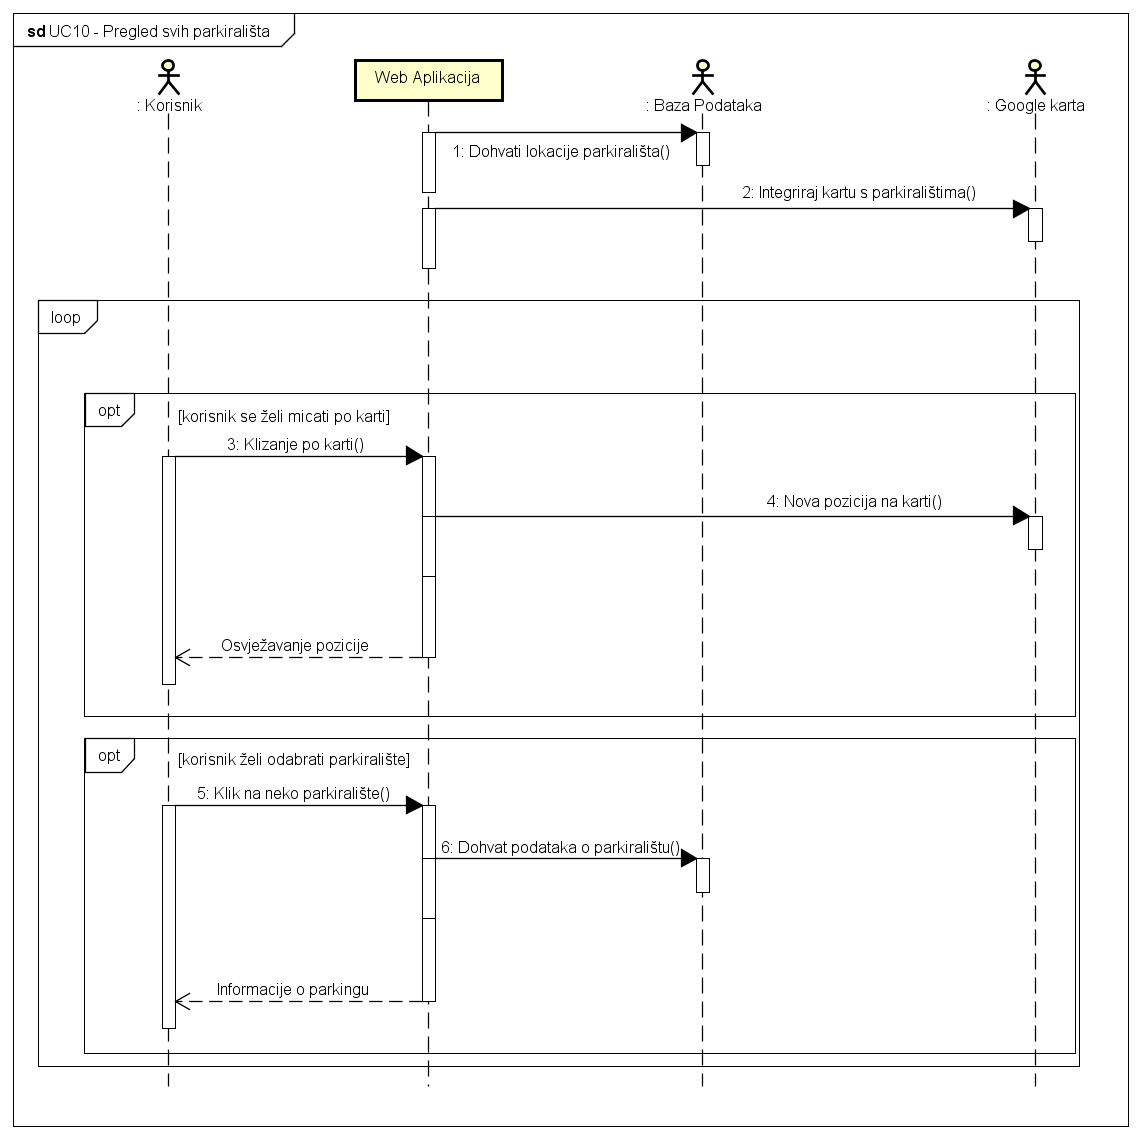 sd UC10 - Pregled svih parkirališta
: Korisnik
Web Aplikacija
: Baza Podataka
: Google karta
1: Dohvati lokacije parkirališta()
2: Integriraj kartu s parkiralištima()
loop
opt
[korisnik se želi micati po karti]
3: Klizanje po karti()
4: Nova pozicija na karti()
Osvježavanje pozicije
opt
[korisnik želi odabrati parkiralište]
5: Klik na neko parkiralište()
6: Dohvat podataka o parkiralištu()
Informacije o parkingu